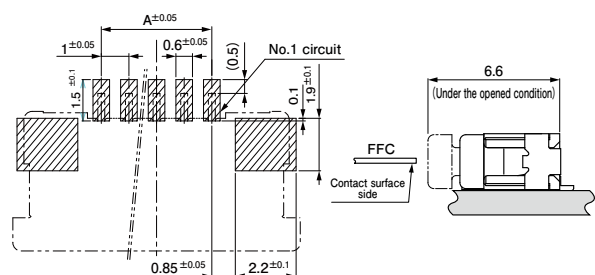 A±0.05
1±0.05
0.6±0.05
(0.5)
No.1 circuit
1.5 ±0.1
0.1
1.9±0.1
6.6
(Under the opened condition)
FFC
Contact surface
side
0.85±0.05
2.2±0.1